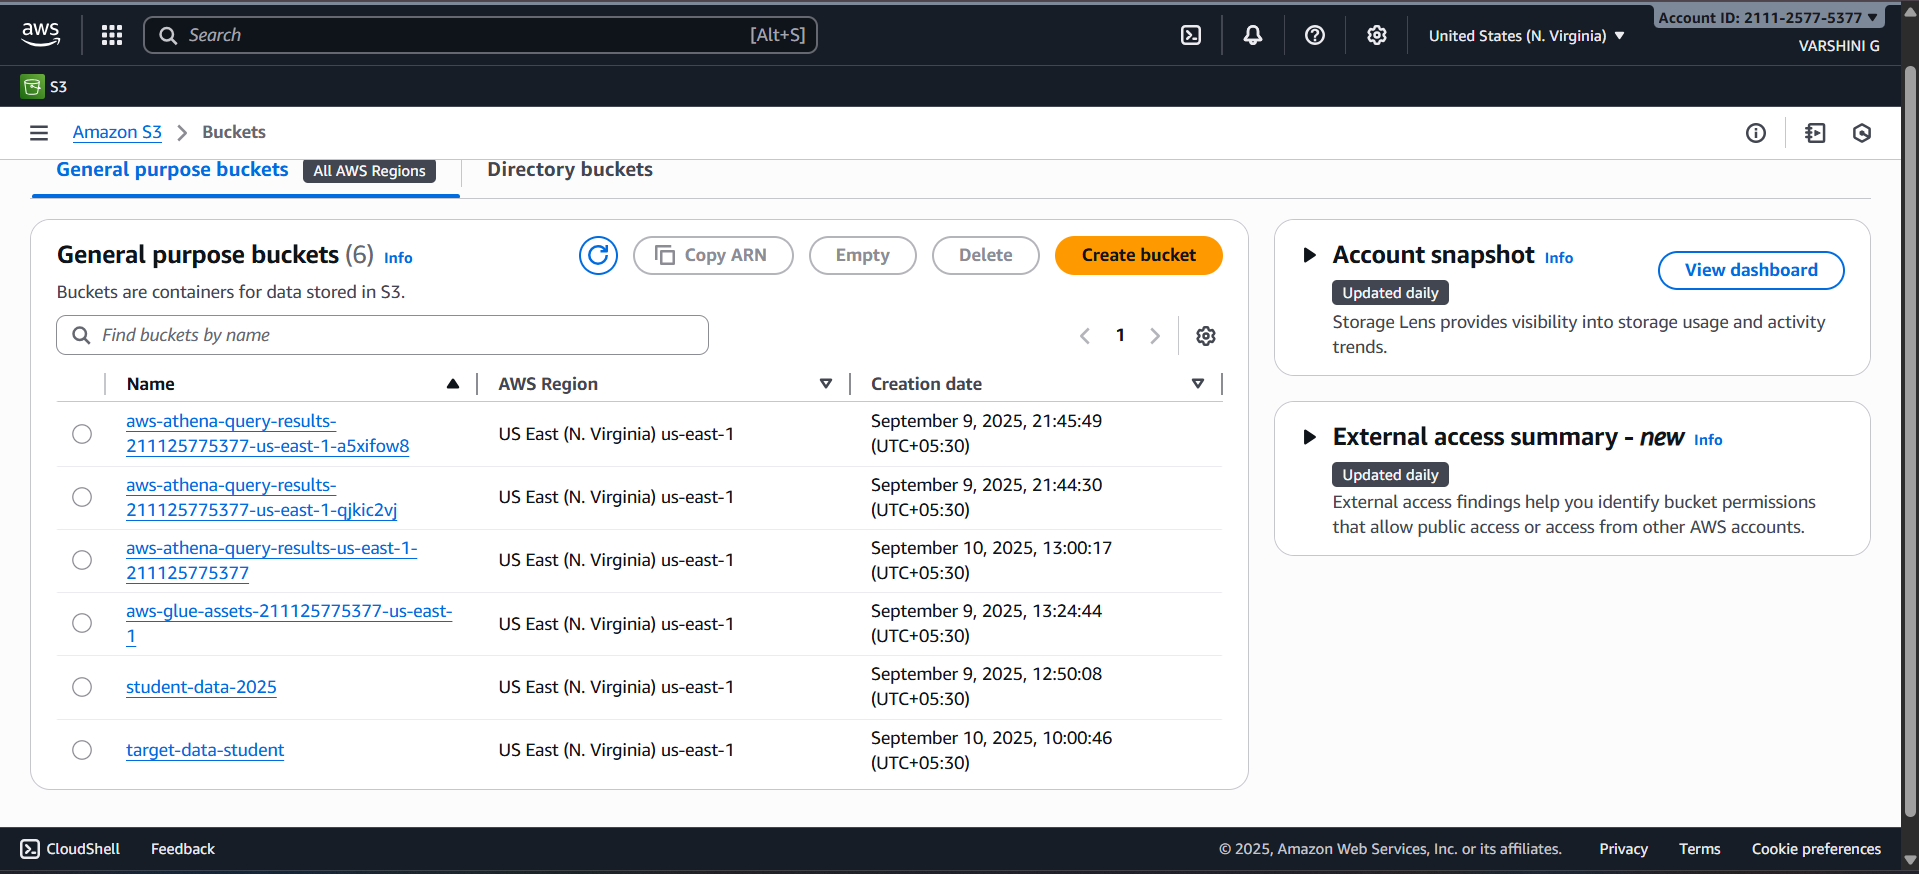 aws
Search
[Alt+S]
United States (N. Virginia)
Account ID: 2111-2577-5377
VARSHINI G
S3
Amazon S3
Buckets
General purpose buckets
All AWS Regions
Directory buckets
General purpose buckets (6) Info
Copy ARN
Empty
Delete
Create bucket
Buckets are containers for data stored in S3.
Find buckets by name
1
Name
AWS Region
Creation date
aws-athena-query-results-
211125775377-us-east-1-a5xifow8
US East (N. Virginia) us-east-1
September 9, 2025, 21:45:49
(UTC+05:30)
aws-athena-query-results-
211125775377-us-east-1-qjkic2vj
US East (N. Virginia) us-east-1
September 9, 2025, 21:44:30
(UTC+05:30)
aws-athena-query-results-us-east-1-
211125775377
US East (N. Virginia) us-east-1
September 10, 2025, 13:00:17
(UTC+05:30)
aws-glue-assets-211125775377-us-east-
1
US East (N. Virginia) us-east-1
September 9, 2025, 13:24:44
(UTC+05:30)
student-data-2025
US East (N. Virginia) us-east-1
September 9, 2025, 12:50:08
(UTC+05:30)
target-data-student
US East (N. Virginia) us-east-1
September 10, 2025, 10:00:46
(UTC+05:30)
Account snapshot Info
View dashboard
Updated daily
Storage Lens provides visibility into storage usage and activity
trends.
External access summary - new Info
Updated daily
External access findings help you identify bucket permissions
that allow public access or access from other AWS accounts.
CloudShell
Feedback
© 2025, Amazon Web Services, Inc. or its affiliates.
Privacy
Terms
Cookie preferences